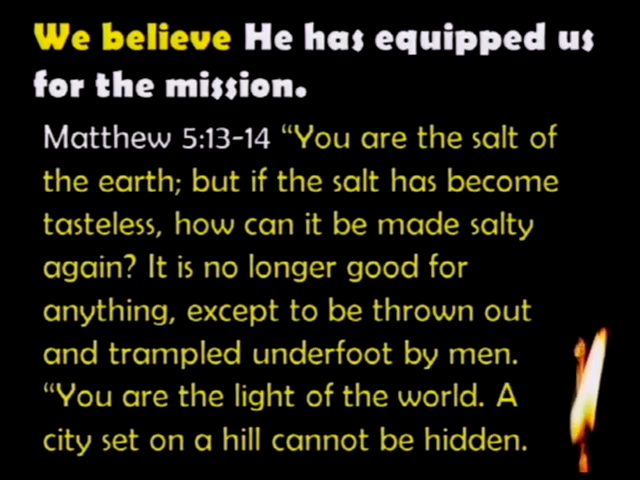 We believe He has equipped us
for the mission.
Matthew 5:13-14 “You are the salt of
the earth; but if the salt has become
tasteless, how can it be made salty
again? It is no longer good for
anything, except to be thrown out
and trampled underfoot by men.
“You are the light of the world. A
city set on a hill cannot be hidden.